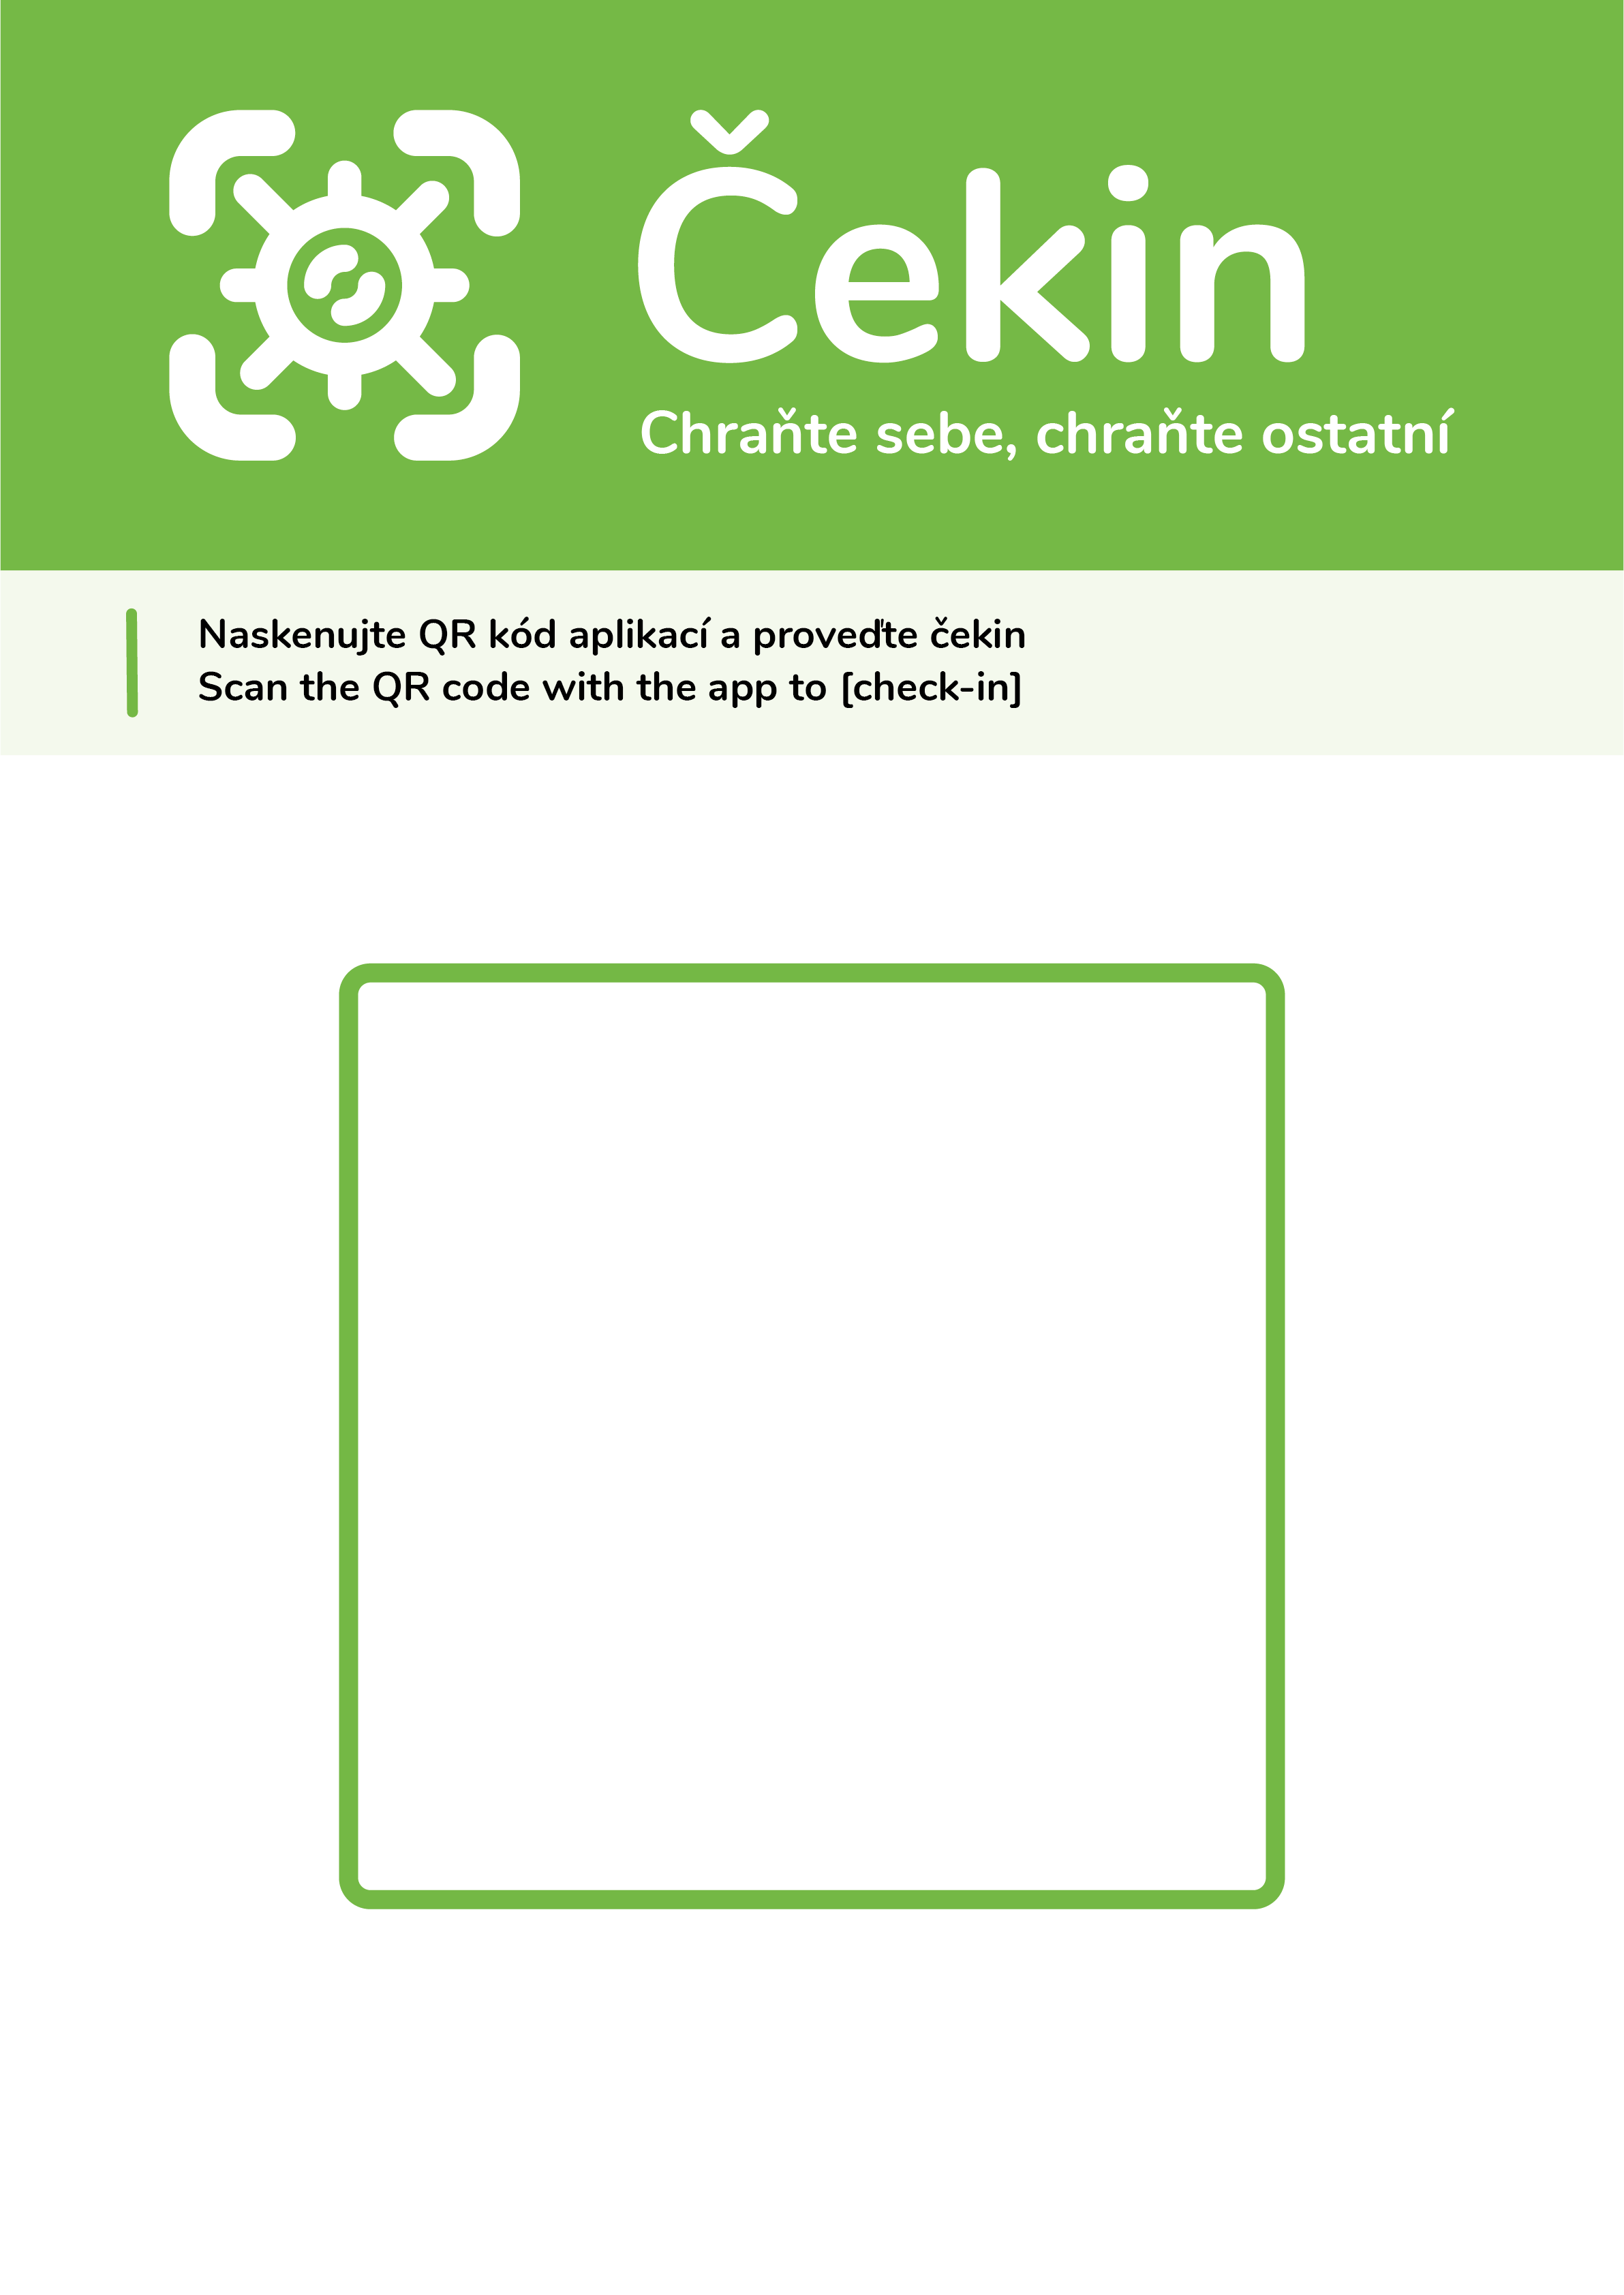 Čekin
Chraňte sebe, chraňte ostatní
Naskenujte QR kód aplikací a proveďte čekin
Scan the QR code with the app to [check-in]